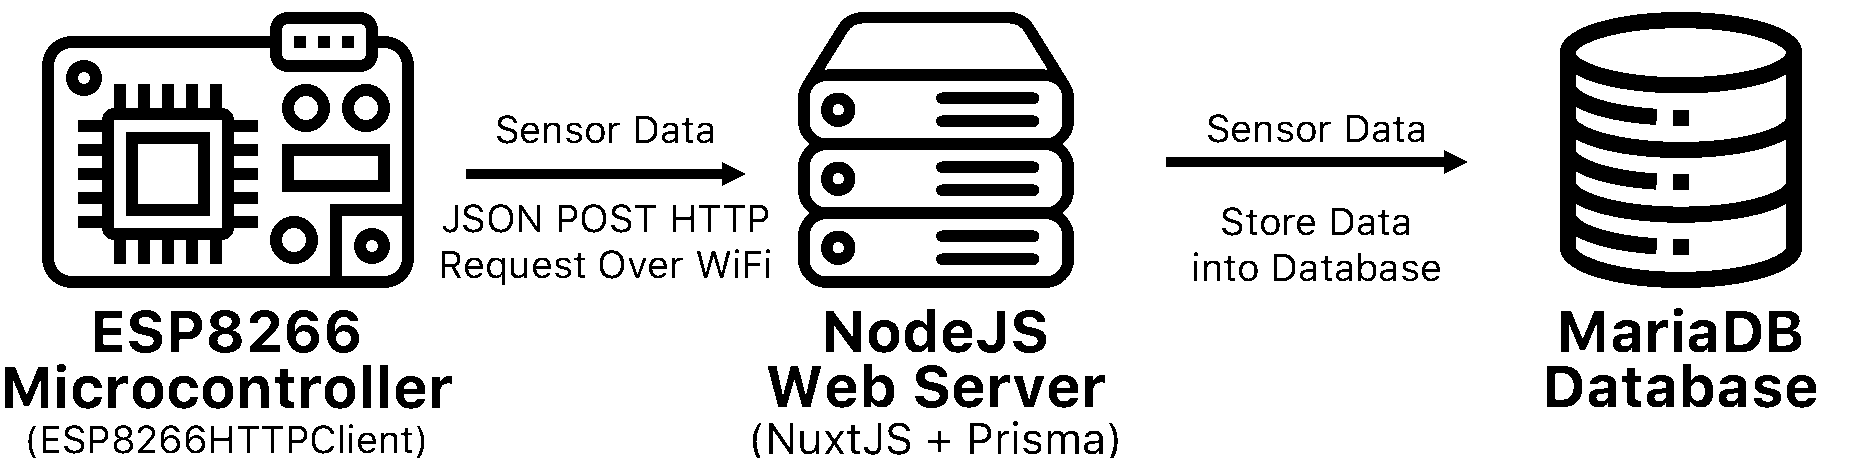 Sensor Data
JSON POST HTTP
Request Over WiFi
Sensor Data
Store Data
into Database
ESP8266
Microcontroller
(ESP8266HTTPClient)
NodeJS
Web Server
(NuxtJS + Prisma)
MariaDB
Database